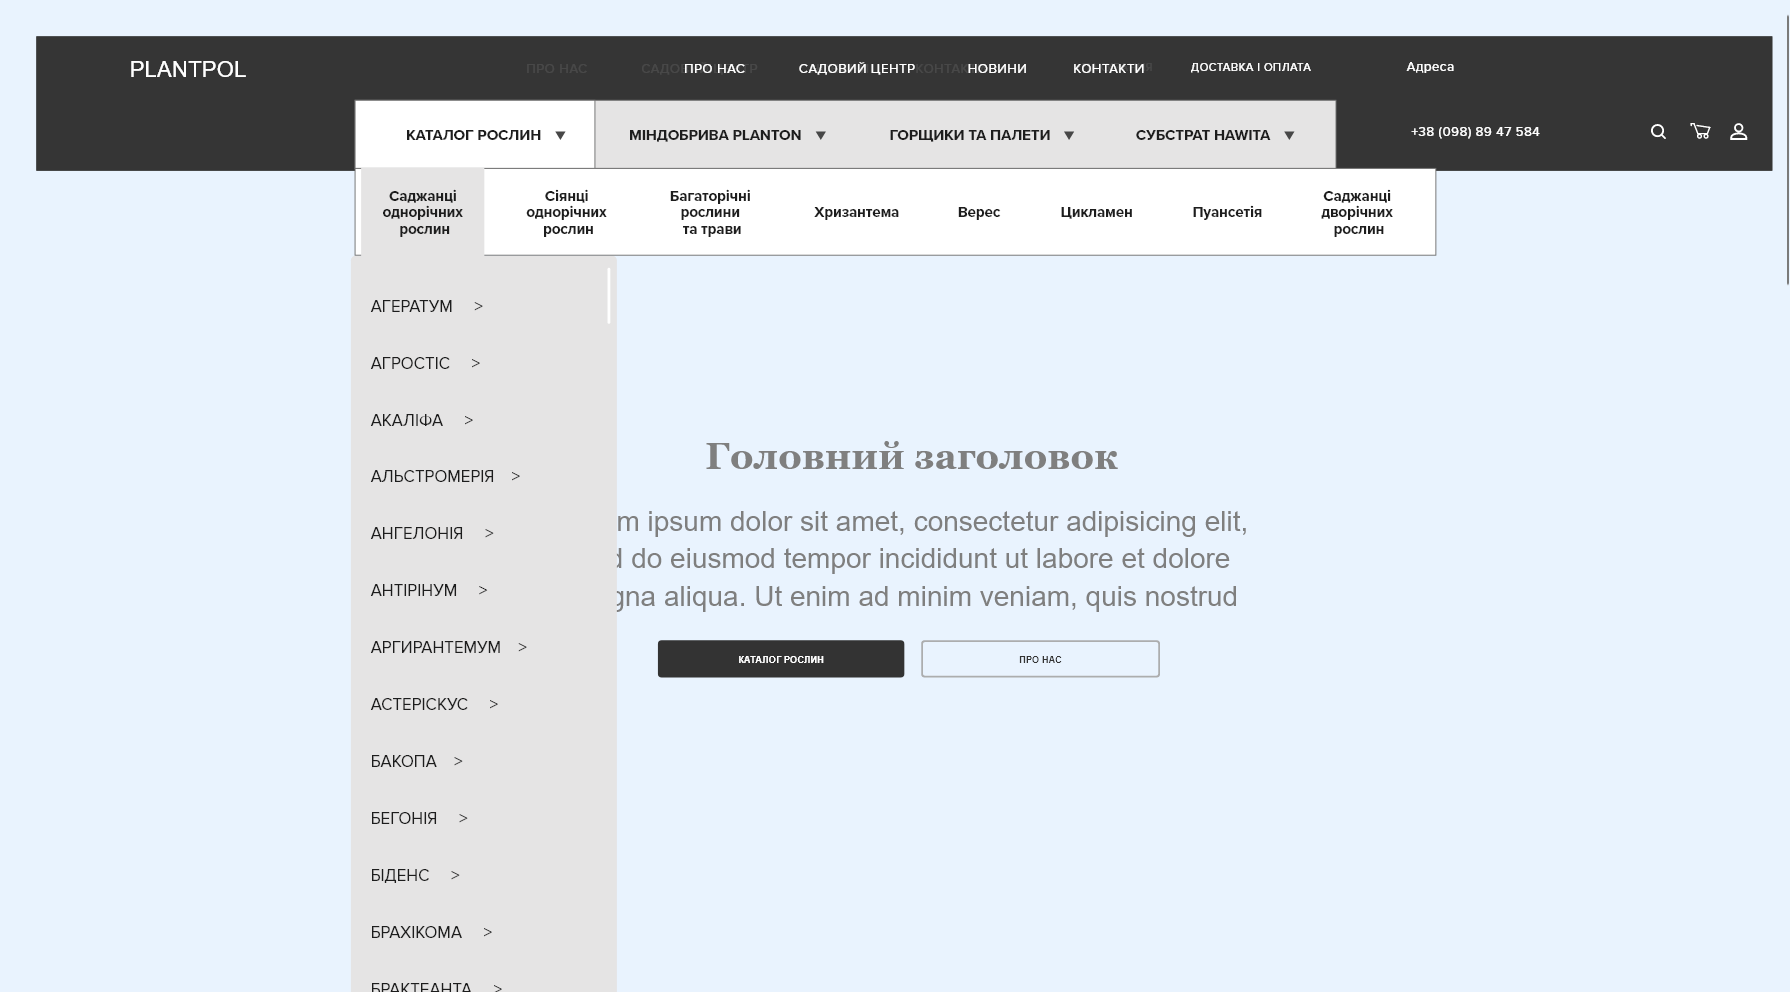 PLANTPOL
ПРО НАС
САДОВИЙ ЦЕНТР
НОВИНИ
КОНТАКТИ
ДОСТАВКА І ОПЛАТА
Адреса
КАТАЛОГ РОСЛИН ▼
МІНДОБРИВА PLANTON ▼
ГОРЩИКИ ТА ПАЛЕТИ ▼
СУБСТРАТ HAWITA ▼
+38 (098) 89 47 584
Саджанці
однорічних
рослин
Сіянці
однорічних
рослин
Багаторічні
рослини
та трави
Хризантема
Верес
Цикламен
Пуансетія
Саджанці
дворічних
рослин
АГЕРАТУМ >
АГРОСТІС >
АКАЛІФА >
АЛЬСТРОМЕРІЯ >
АНГЕЛОНІЯ >
АНТІРІНУМ >
АРГИРАНТЕМУМ >
АСТЕРІСКУС >
БАКОПА >
БЕГОНІЯ >
БІДЕНС >
БРАХІКОМА >
БРАКТЕАНТА >
Головний заголовок
m ipsum dolor sit amet, consectetur adipisicing elit,
d do eiusmod tempor incididunt ut labore et dolore
gna aliqua. Ut enim ad minim veniam, quis nostrud
КАТАЛОГ РОСЛИН
ПРО НАС